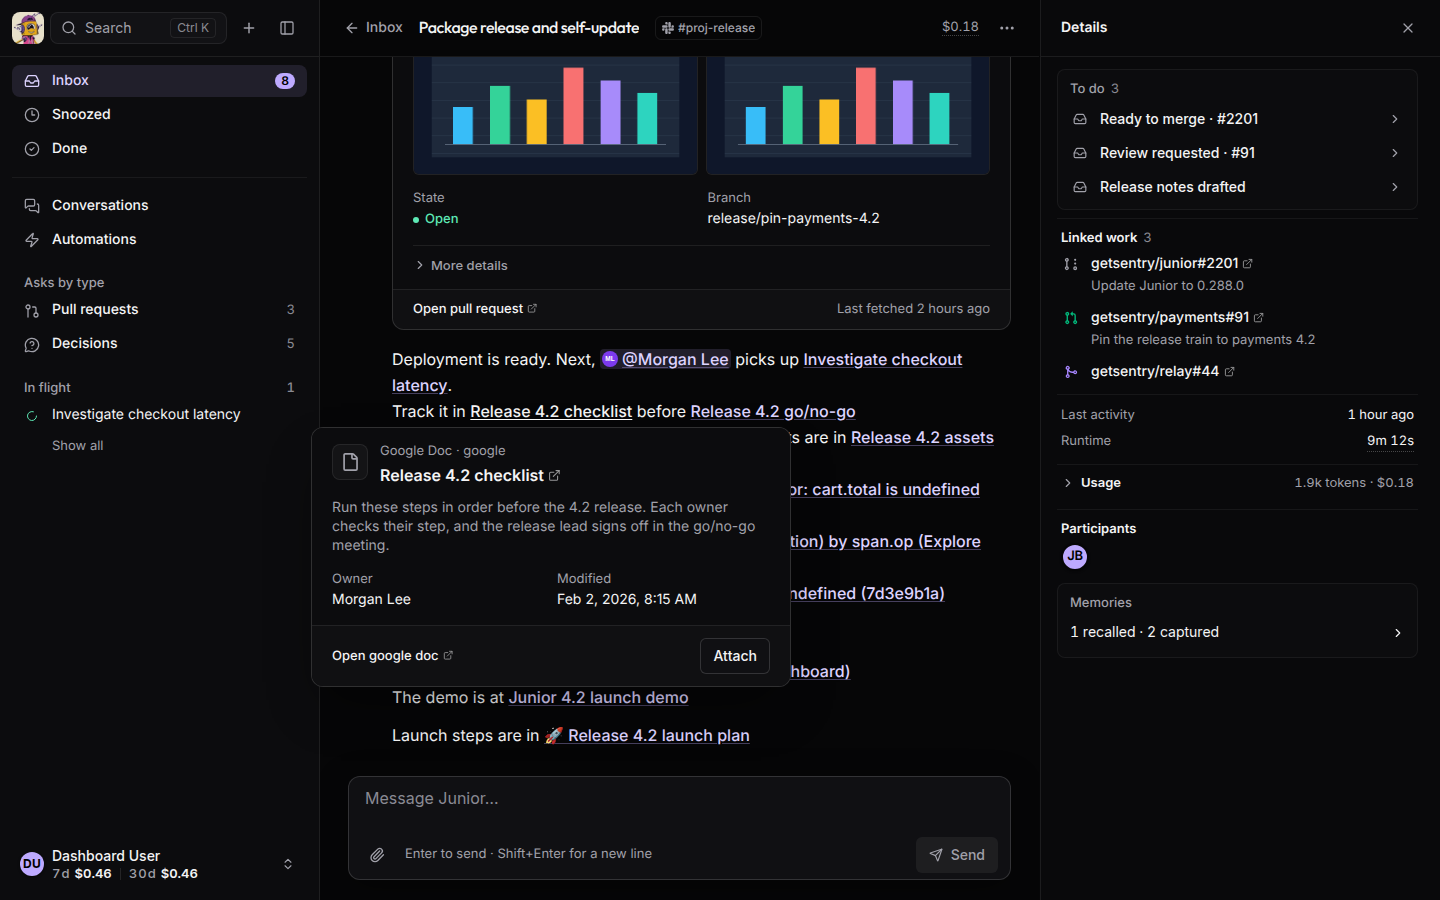 Search
Ctrl K
Inbox
8
Snoozed
Done
Conversations
Automations
Asks by type
Pull requests
3
Decisions
5
In flight
1
Investigate checkout latency
Show all
DU
Dashboard User
7d $0.46 30d $0.46
Inbox
Package release and self-update
#proj-release
$0.18
State
Open
Branch
release/pin-payments-4.2
More details
Open pull request
Last fetched 2 hours ago
Deployment is ready. Next, ML @Morgan Lee picks up Investigate checkout
latency.
Track it in Release 4.2 checklist before Release 4.2 go/no-go
are in Release 4.2 assets
or: cart.total is undefined
by span.op (Explore
(7d3e9b1a)
Google Doc · google
Release 4.2 checklist
Run these steps in order before the 4.2 release. Each owner
checks their step, and the release lead signs off in the go/no-go
meeting.
Owner
Morgan Lee
Modified
Feb 2, 2026, 8:15 AM
Open google doc
Attach
The demo is at Junior 4.2 launch demo
Launch steps are in 🚀 Release 4.2 launch plan
Message Junior...
Enter to send · Shift+Enter for a new line
Send
Details
To do 3
Ready to merge · #2201
Review requested · #91
Release notes drafted
Linked work 3
getsentry/junior#2201
Update Junior to 0.288.0
getsentry/payments#91
Pin the release train to payments 4.2
getsentry/relay#44
Last activity
1 hour ago
Runtime
9m 12s
Usage
1.9k tokens · $0.18
Participants
JB
Memories
1 recalled · 2 captured